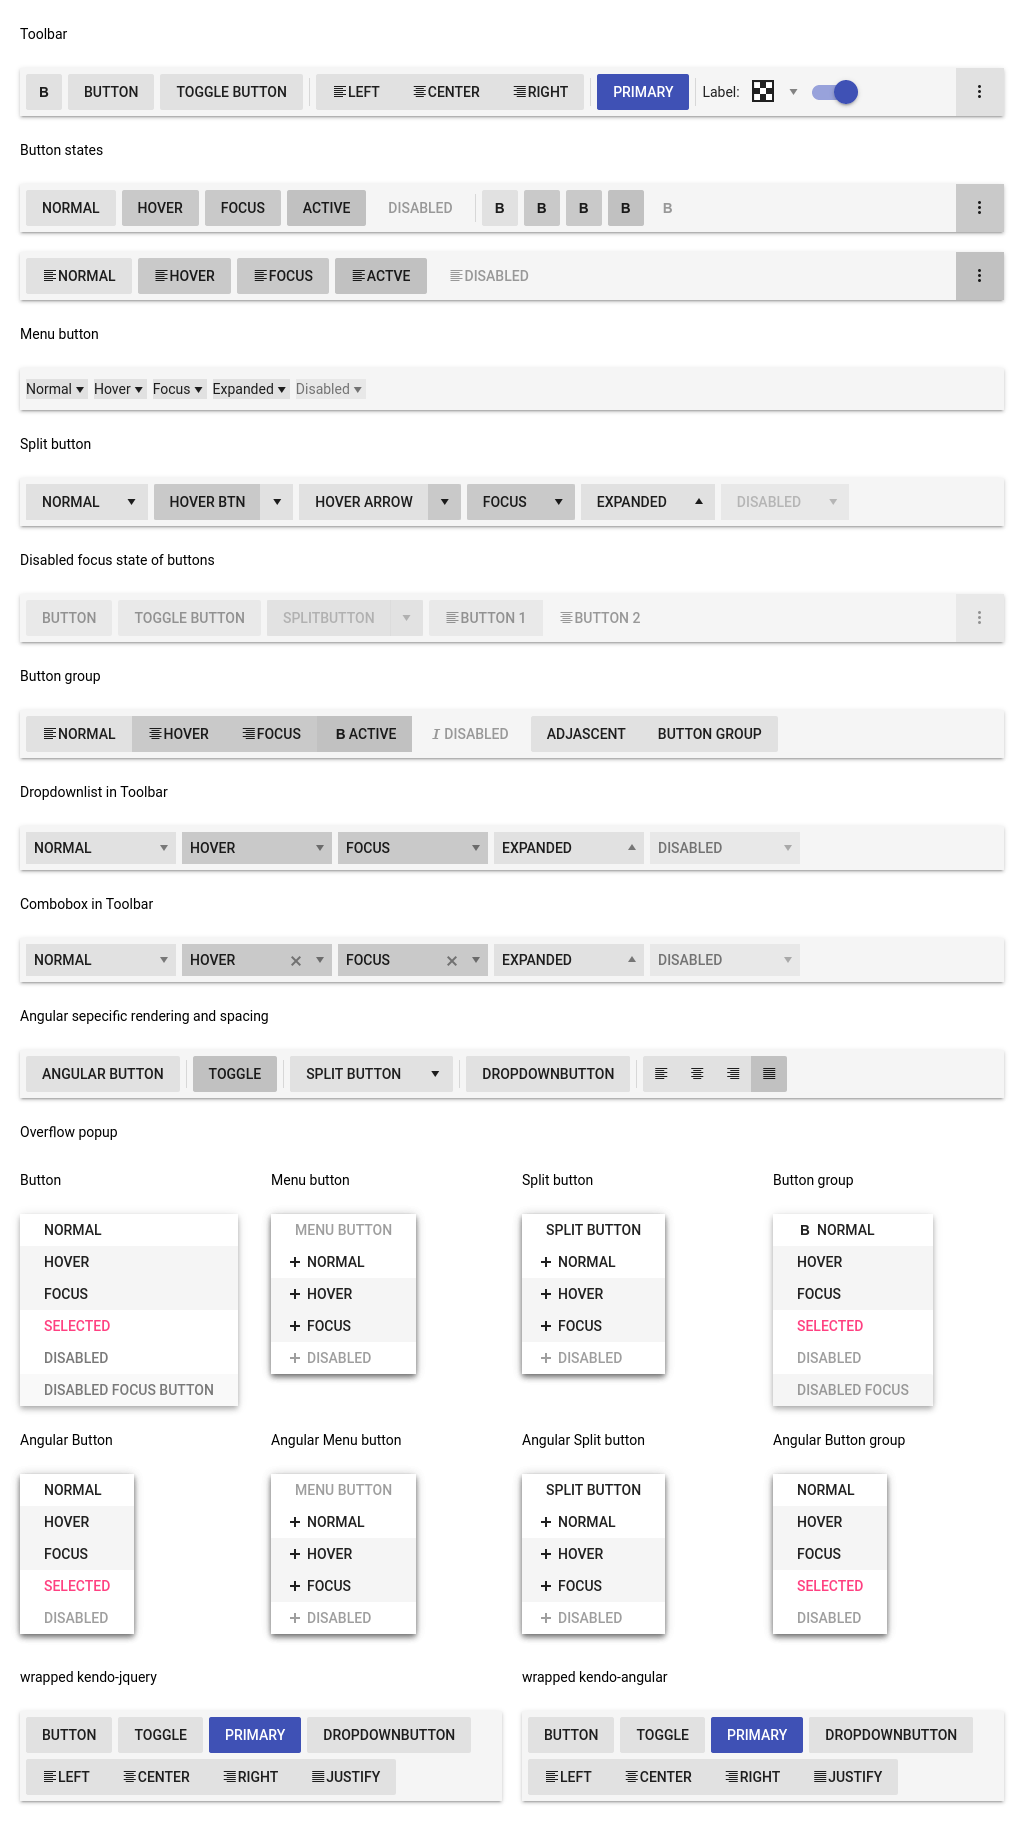 Toolbar
B BUTTON TOGGLE BUTTON LEFT CENTER RIGHT PRIMARY Label:
Button states
NORMAL HOVER FOCUS ACTIVE DISABLED B B B B B
NORMAL HOVER FOCUS ACTVE DISABLED
Menu button
Normal Hover Focus Expanded Disabled
Split button
NORMAL HOVER BTN HOVER ARROW FOCUS EXPANDED DISABLED
Disabled focus state of buttons
BUTTON TOGGLE BUTTON SPLITBUTTON BUTTON 1 BUTTON 2
Button group
NORMAL HOVER FOCUS B ACTIVE I DISABLED ADJASCENT BUTTON GROUP
Dropdownlist in Toolbar
NORMAL HOVER FOCUS EXPANDED DISABLED
Combobox in Toolbar
NORMAL HOVER FOCUS EXPANDED DISABLED
Angular sepecific rendering and spacing
ANGULAR BUTTON TOGGLE SPLIT BUTTON DROPDOWNBUTTON
Overflow popup
Button Menu button Split button Button group
NORMAL MENU BUTTON SPLIT BUTTON B NORMAL
HOVER NORMAL NORMAL HOVER
FOCUS HOVER HOVER FOCUS
SELECTED FOCUS FOCUS SELECTED
DISABLED DISABLED DISABLED DISABLED
DISABLED FOCUS BUTTON DISABLED FOCUS
Angular Button Angular Menu button Angular Split button Angular Button group
NORMAL MENU BUTTON SPLIT BUTTON NORMAL
HOVER NORMAL NORMAL HOVER
FOCUS HOVER HOVER FOCUS
SELECTED FOCUS FOCUS SELECTED
DISABLED DISABLED DISABLED DISABLED
wrapped kendo-jquery wrapped kendo-angular
BUTTON TOGGLE PRIMARY DROPDOWNBUTTON BUTTON TOGGLE PRIMARY DROPDOWNBUTTON
LEFT CENTER RIGHT JUSTIFY LEFT CENTER RIGHT JUSTIFY